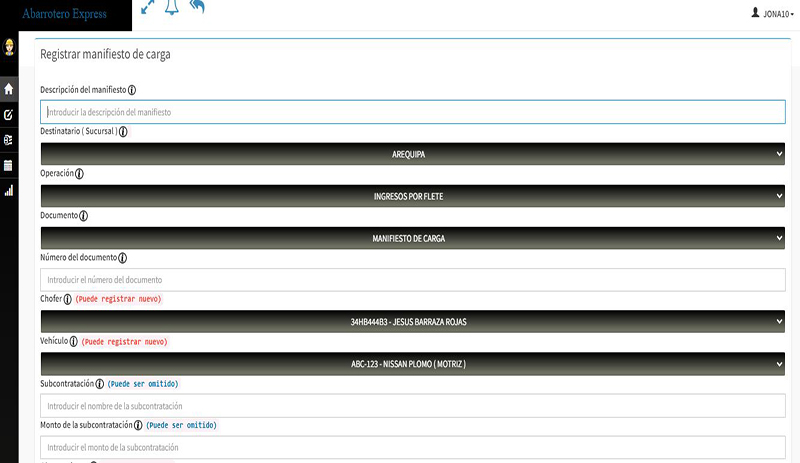 Abarrotero Express
JONA10
Registrar manifiesto de carga
Descripción del manifiesto
Introducir la descripción del manifiesto
Destinatario ( Sucursal )
AREQUIPA
Operación
INGRESOS POR FLETE
Documento
MANIFIESTO DE CARGA
Número del documento
Introducir el número del documento
Chofer (Puede registrar nuevo)
34HB444B3 - JESUS BARRAZA ROJAS
Vehículo (Puede registrar nuevo)
ABC-123 - NISSAN PLOMO ( MOTRIZ )
Subcontratación (Puede ser omitido)
Introducir el nombre de la subcontratación
Monto de la subcontratación (Puede ser omitido)
Introducir el monto de la subcontratación